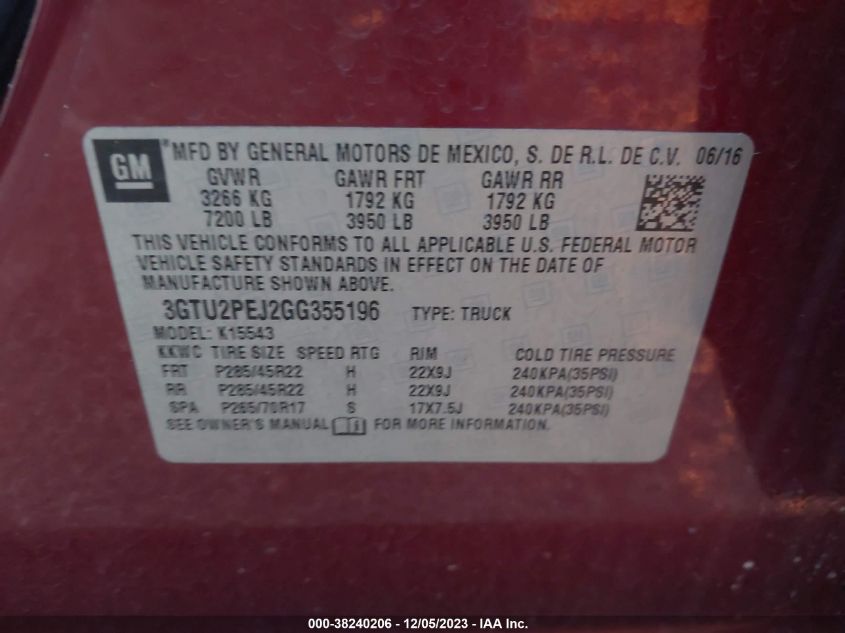 GM
*MFD BY GENERAL MOTORS DE MEXICO, S. DE R.L. DE C.V. 06/16
GVWR GAWR FRT GAWR RR
3266 KG 1792 KG 1792 KG
7200 LB 3950 LB 3950 LB
THIS VEHICLE CONFORMS TO ALL APPLICABLE U.S. FEDERAL MOTOR
VEHICLE SAFETY STANDARDS IN EFFECT ON THE DATE OF
MANUFACTURE SHOWN ABOVE.
3GTU2PEJ2GG355196 TYPE: TRUCK
MODEL: K15543
KKWC TIRE SIZE SPEED RTG RIM COLD TIRE PRESSURE
FRT P285/45R22 H 22X9J 240KPA(35PSI)
RR P285/45R22 H 22X9J 240KPA(35PSI)
SPA P265/70R17 S 17X7.5J 240KPA(35PSI)
SEE OWNER'S MANUAL FOR MORE INFORMATION.
000-38240206 - 12/05/2023 - IAA Inc.